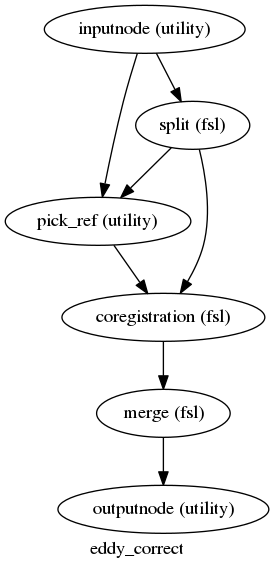 inputnode (utility)
split (fsl)
pick_ref (utility)
coregistration (fsl)
merge (fsl)
outputnode (utility)
eddy_correct